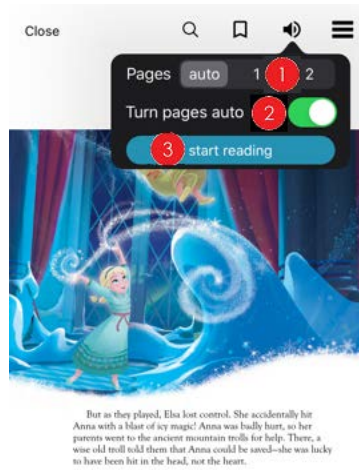 Close
Pages auto 1 1 2
Turn pages auto 2
3 start reading
But as they played, Elsa lost control. She accidentally hit
Anna with a blast of icy magic! Anna was badly hurt, so her
parents went to the ancient mountain trolls for help. There, a
wise old troll told them that Anna could be saved—she was lucky
to have been hit in the head, not the heart.